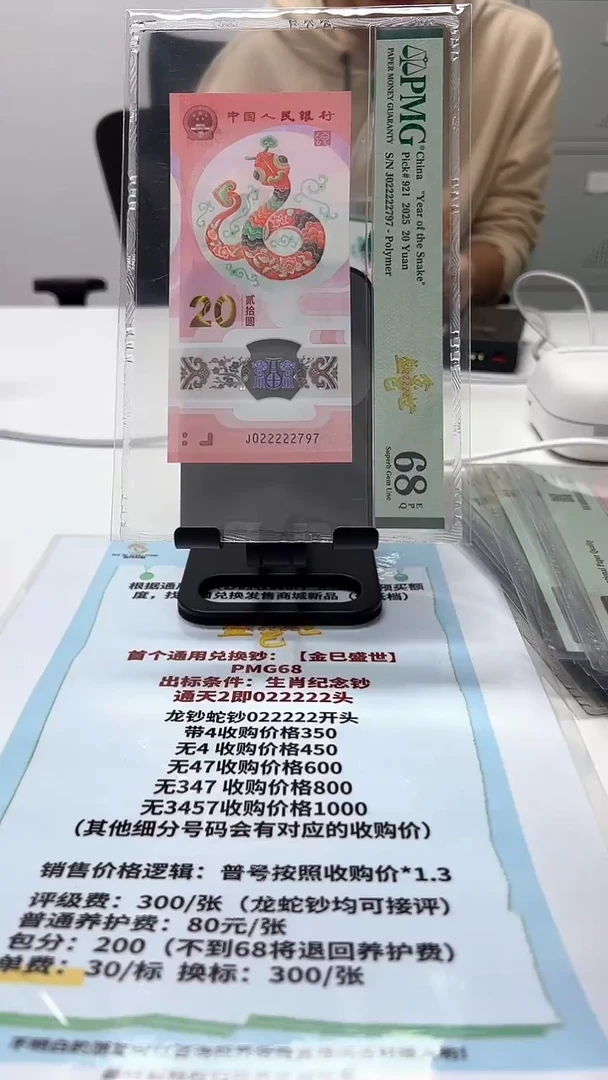 中国人民银行
20
贰拾圆
J022222797
PMG
PAPER MONEY GUARANTY
China "Year of the Snake"
Pick# 921 2025 20 Yuan
S/N J022222797 - Polymer
68 EPQ
Superb Gem Unc
首个通用兑换钞：【金巳盛世】
PMG68
出标条件：生肖纪念钞
通天2即022222头
龙钞蛇钞022222开头
带4收购价格350
无4 收购价格450
无47收购价格600
无347 收购价格800
无3457收购价格1000
（其他细分号码会有对应的收购价）
销售价格逻辑：普号按照收购价*1.3
评级费：300/张（龙蛇钞均可接评）
普通养护费：80元/张
包分：200（不到68将退回养护费）
单费：30/标 换标：300/张